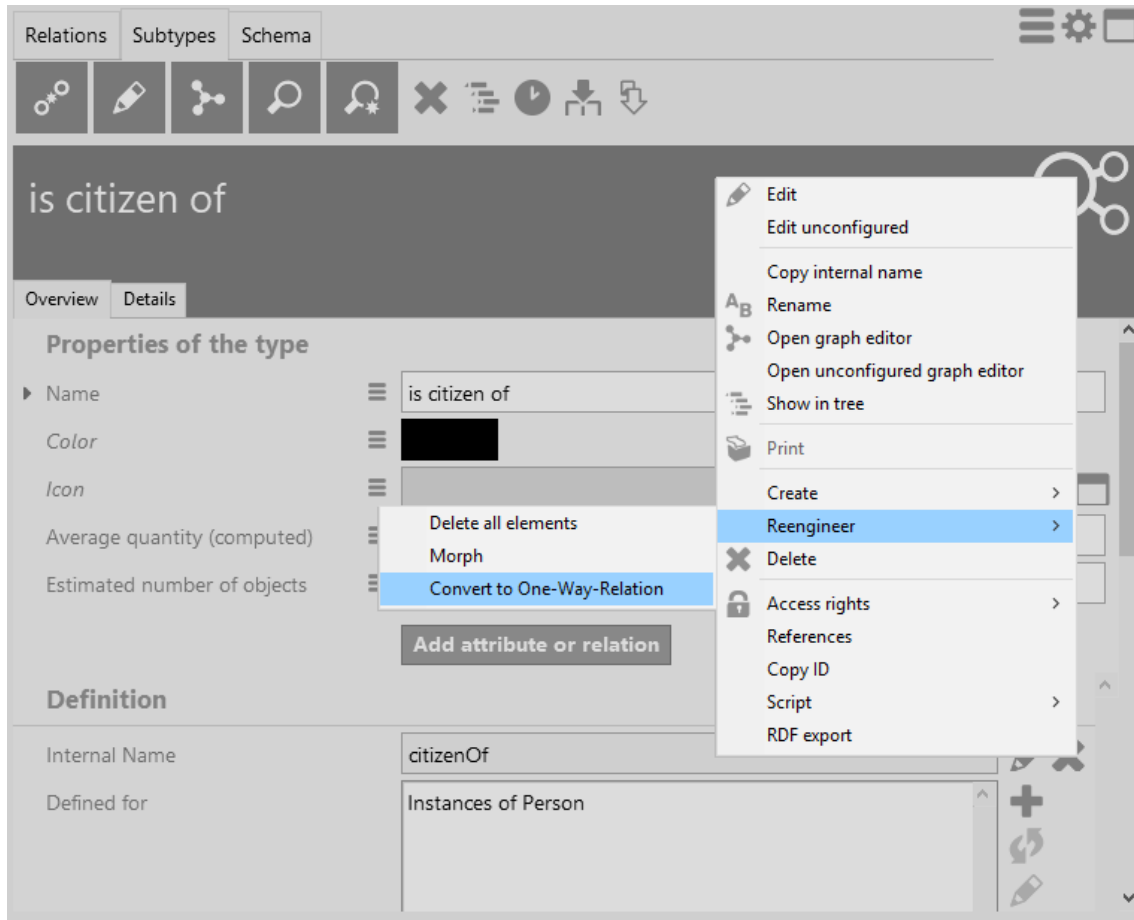 Relations Subtypes Schema
is citizen of
Overview Details
Properties of the type
Name is citizen of
Color
Icon
Average quantity (computed)
Estimated number of objects
Add attribute or relation
Definition
Internal Name citizenOf
Defined for Instances of Person
Edit
Edit unconfigured
Copy internal name
Rename
Open graph editor
Open unconfigured graph editor
Show in tree
Print
Create
Reengineer
Delete
Access rights
References
Copy ID
Script
RDF export
Delete all elements
Morph
Convert to One-Way-Relation